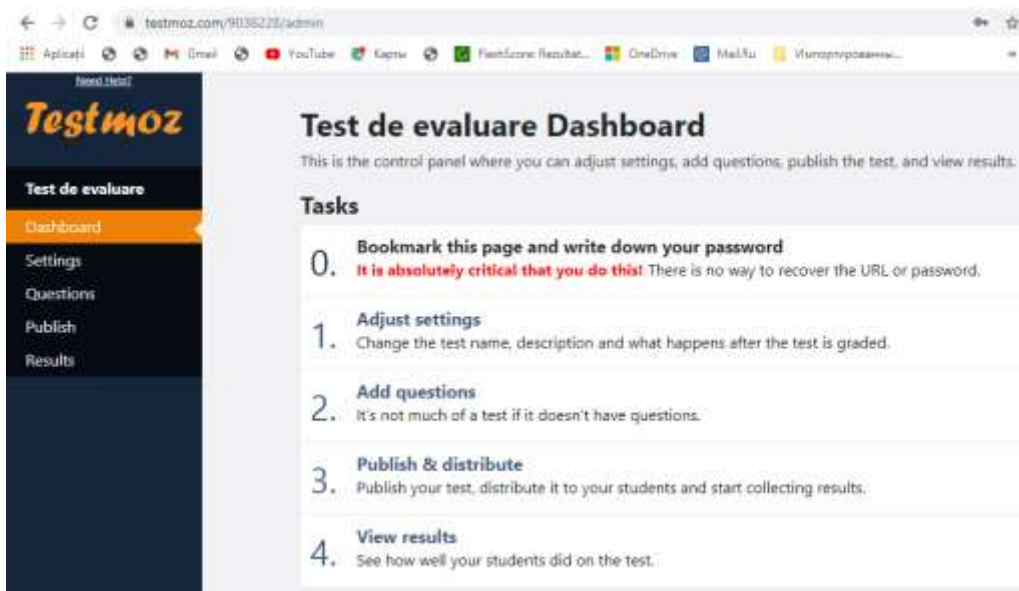 testmoz.com/9036228/admin
Aplicații Gmail YouTube Карты FlashScore: Rezultat... OneDrive Mail.Ru Импортированны...
Need Help?
Testmoz
Test de evaluare
Dashboard
Settings
Questions
Publish
Results
Test de evaluare Dashboard
This is the control panel where you can adjust settings, add questions, publish the test, and view results.
Tasks
0. Bookmark this page and write down your password
It is absolutely critical that you do this! There is no way to recover the URL or password.
1. Adjust settings
Change the test name, description and what happens after the test is graded.
2. Add questions
It's not much of a test if it doesn't have questions.
3. Publish & distribute
Publish your test, distribute it to your students and start collecting results.
4. View results
See how well your students did on the test.